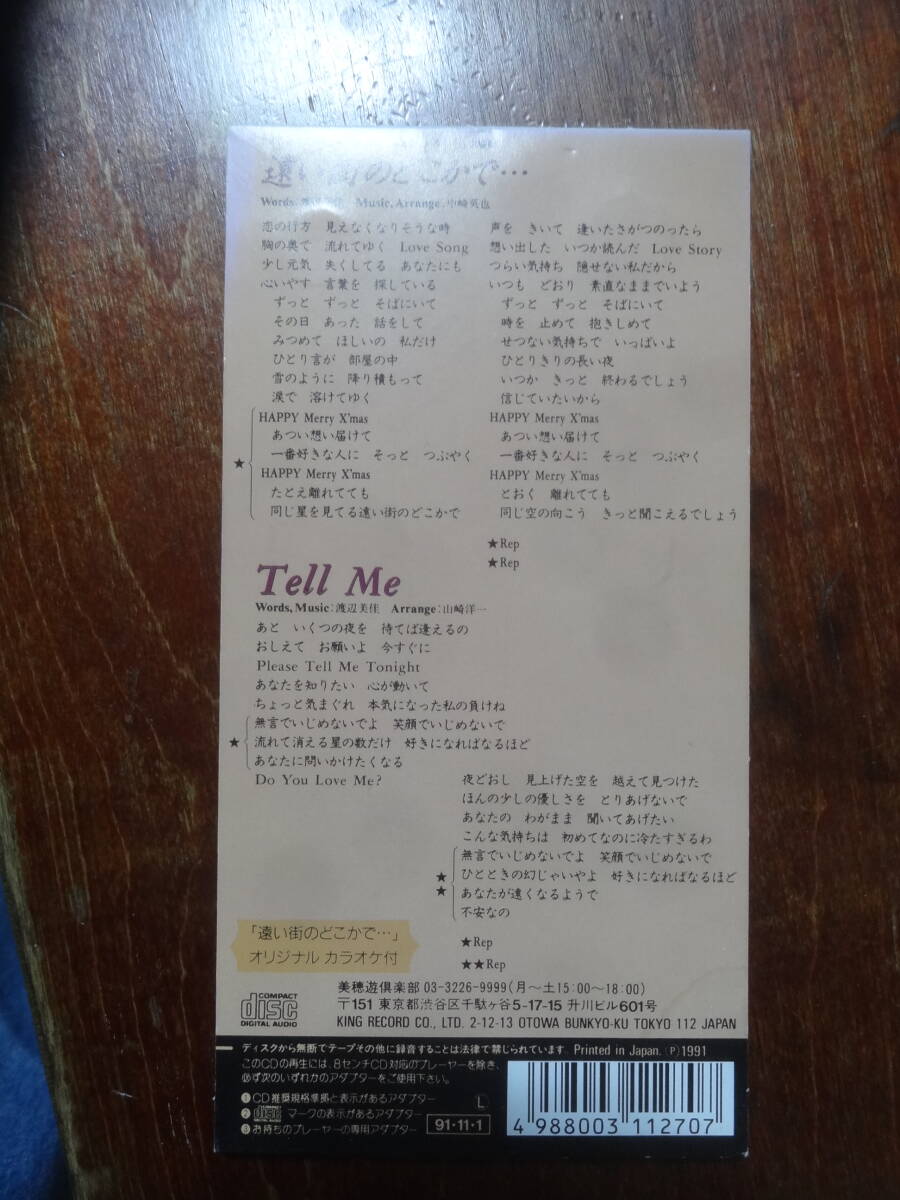 遠い街のどこかで…
Words, Music, Arrange, 中崎英也
恋の行方 見えなくなりそうな時
胸の奥で 流れてゆく Love Song
少し元気 失くしてる あなたにも
心いやす 言葉を 探している
ずっと ずっと そばにいて
その日 あった 話をして
みつめて ほしいの 私だけ
ひとり言が 部屋の中
雪のように 降り積もって
涙で 溶けてゆく
★
HAPPY Merry X'mas
あつい想い届けて
一番好きな人に そっと つぶやく
HAPPY Merry X'mas
たとえ離れてても
同じ星を見てる遠い街のどこかで
声を きいて 逢いたさがつのったら
想い出した いつか読んだ Love Story
つらい気持ち 隠せない私だから
いつも どおり 素直なままでいよう
ずっと ずっと そばにいて
時を 止めて 抱きしめて
せつない気持ちで いっぱいよ
ひとりきりの長い夜
いつか きっと 終わるでしょう
信じていたいから
HAPPY Merry X'mas
あつい想い届けて
一番好きな人に そっと つぶやく
HAPPY Merry X'mas
とおく 離れてても
同じ空の向こう きっと聞こえるでしょう
★Rep
★Rep
Tell Me
Words, Music:渡辺美佳 Arrange:山崎洋一
あと いくつの夜を 待てば逢えるの
おしえて お願いよ 今すぐに
Please Tell Me Tonight
あなたを知りたい 心が動いて
ちょっと気まぐれ 本気になった私の負けね
★
無言でいじめないでよ 笑顔でいじめないで
流れて消える星の数だけ 好きになればなるほど
あなたに問いかけたくなる
Do You Love Me?
夜どおし 見上げた空を 越えて見つけた
ほんの少しの優しさを とりあげないで
あなたの わがまま 聞いてあげたい
こんな気持ちは 初めてなのに冷たすぎるわ
★
★
無言でいじめないでよ 笑顔でいじめないで
ひとときの幻じゃいやよ 好きになればなるほど
あなたが遠くなるようで
不安なの
★Rep
★★Rep
「遠い街のどこかで…」
オリジナル カラオケ付
COMPACT
disc
DIGITAL AUDIO
美穂遊倶楽部 03-3226-9999(月〜土15:00〜18:00)
〒151 東京都渋谷区千駄ヶ谷5-17-15 升川ビル601号
KING RECORD CO., LTD. 2-12-13 OTOWA BUNKYO-KU TOKYO 112 JAPAN
ディスクから無断でテープその他に録音することは法律で禁じられています。 Printed in Japan. Ⓟ1991
このCDの再生には、8センチCD対応のプレーヤーを除き、
必ず次のいずれかのアダプターをご使用下さい。
①CD推奨規格準拠と表示があるアダプター
② disc マークの表示があるアダプター
③お持ちのプレーヤーの専用アダプター
L
91・11・1
4 988003 112707